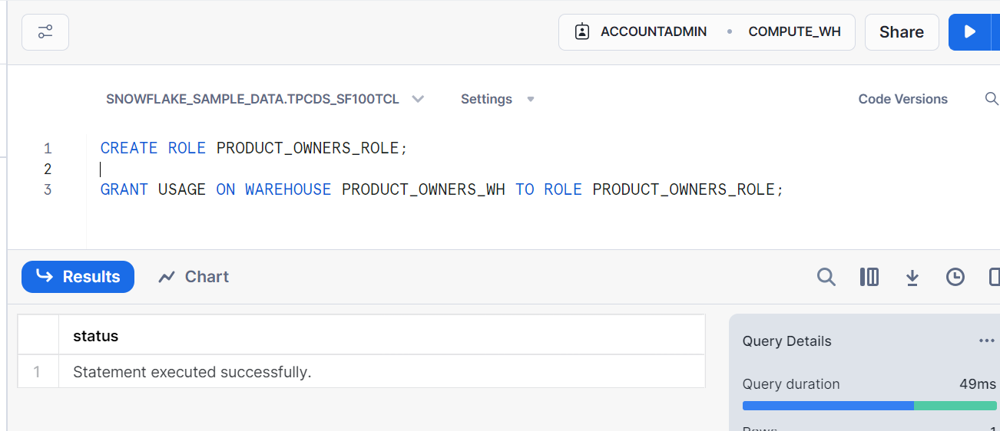 ACCOUNTADMIN • COMPUTE_WH Share
SNOWFLAKE_SAMPLE_DATA.TPCDS_SF100TCL Settings Code Versions
1 CREATE ROLE PRODUCT_OWNERS_ROLE;
2
3 GRANT USAGE ON WAREHOUSE PRODUCT_OWNERS_WH TO ROLE PRODUCT_OWNERS_ROLE;
Results Chart
status
1 Statement executed successfully.
Query Details
Query duration 49ms
Rows 1